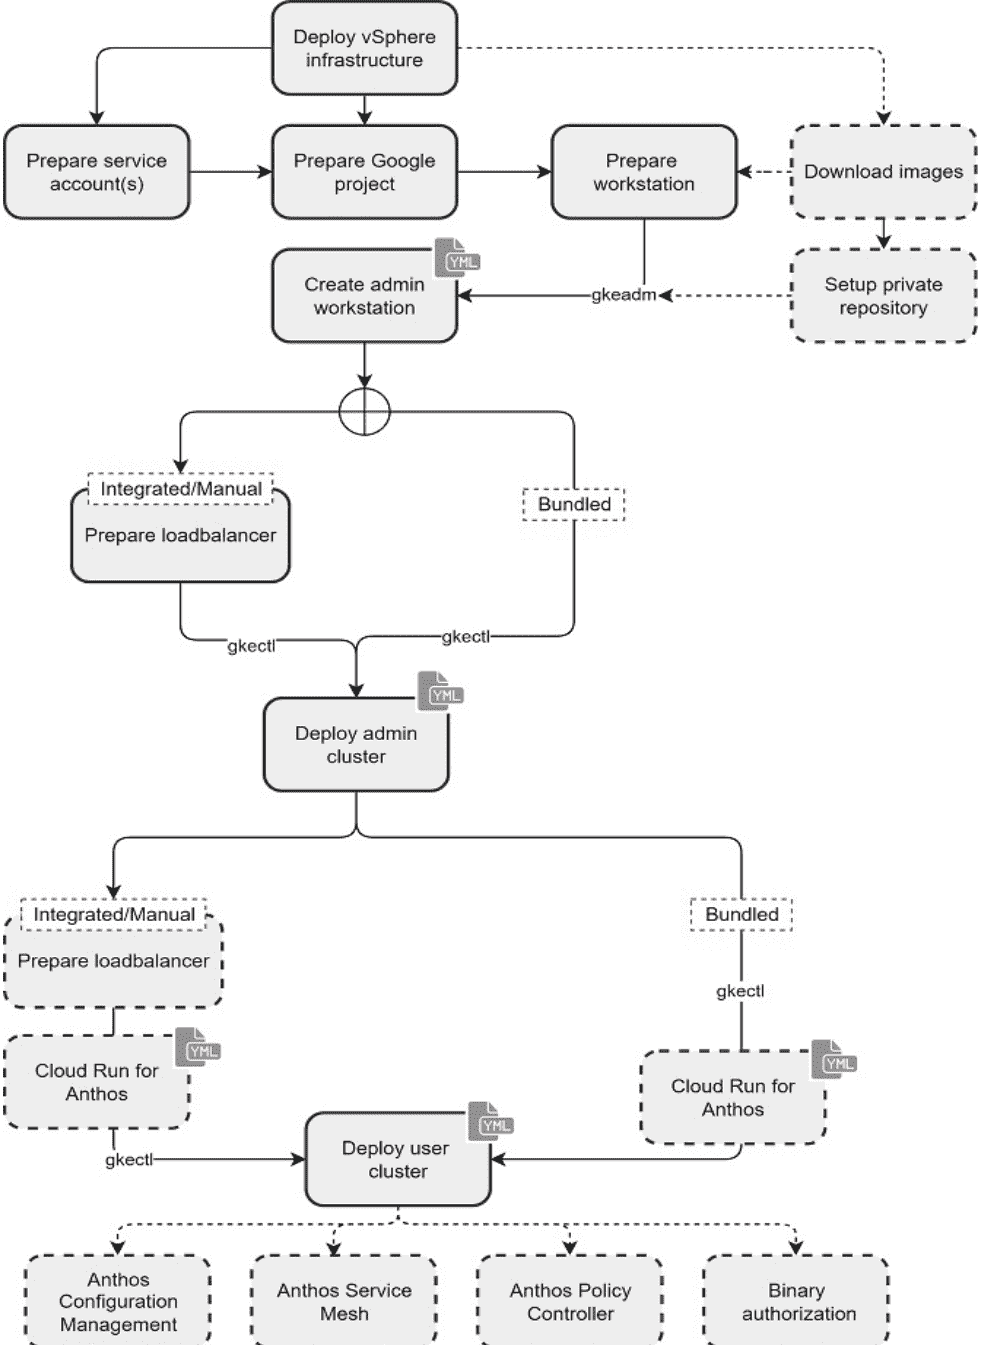 Deploy vSphere
infrastructure
Prepare service
account(s)
Prepare Google
project
Prepare
workstation
Download images
YML
Create admin
workstation
gkeadm
Setup private
repository
Integrated/Manual
Prepare loadbalancer
Bundled
gkectl
gkectl
YML
Deploy admin
cluster
Integrated/Manual
Prepare loadbalancer
Bundled
gkectl
YML
Cloud Run for
Anthos
YML
Cloud Run for
Anthos
gkectl
YML
Deploy user
cluster
Anthos
Configuration
Management
Anthos Service
Mesh
Anthos Policy
Controller
Binary
authorization